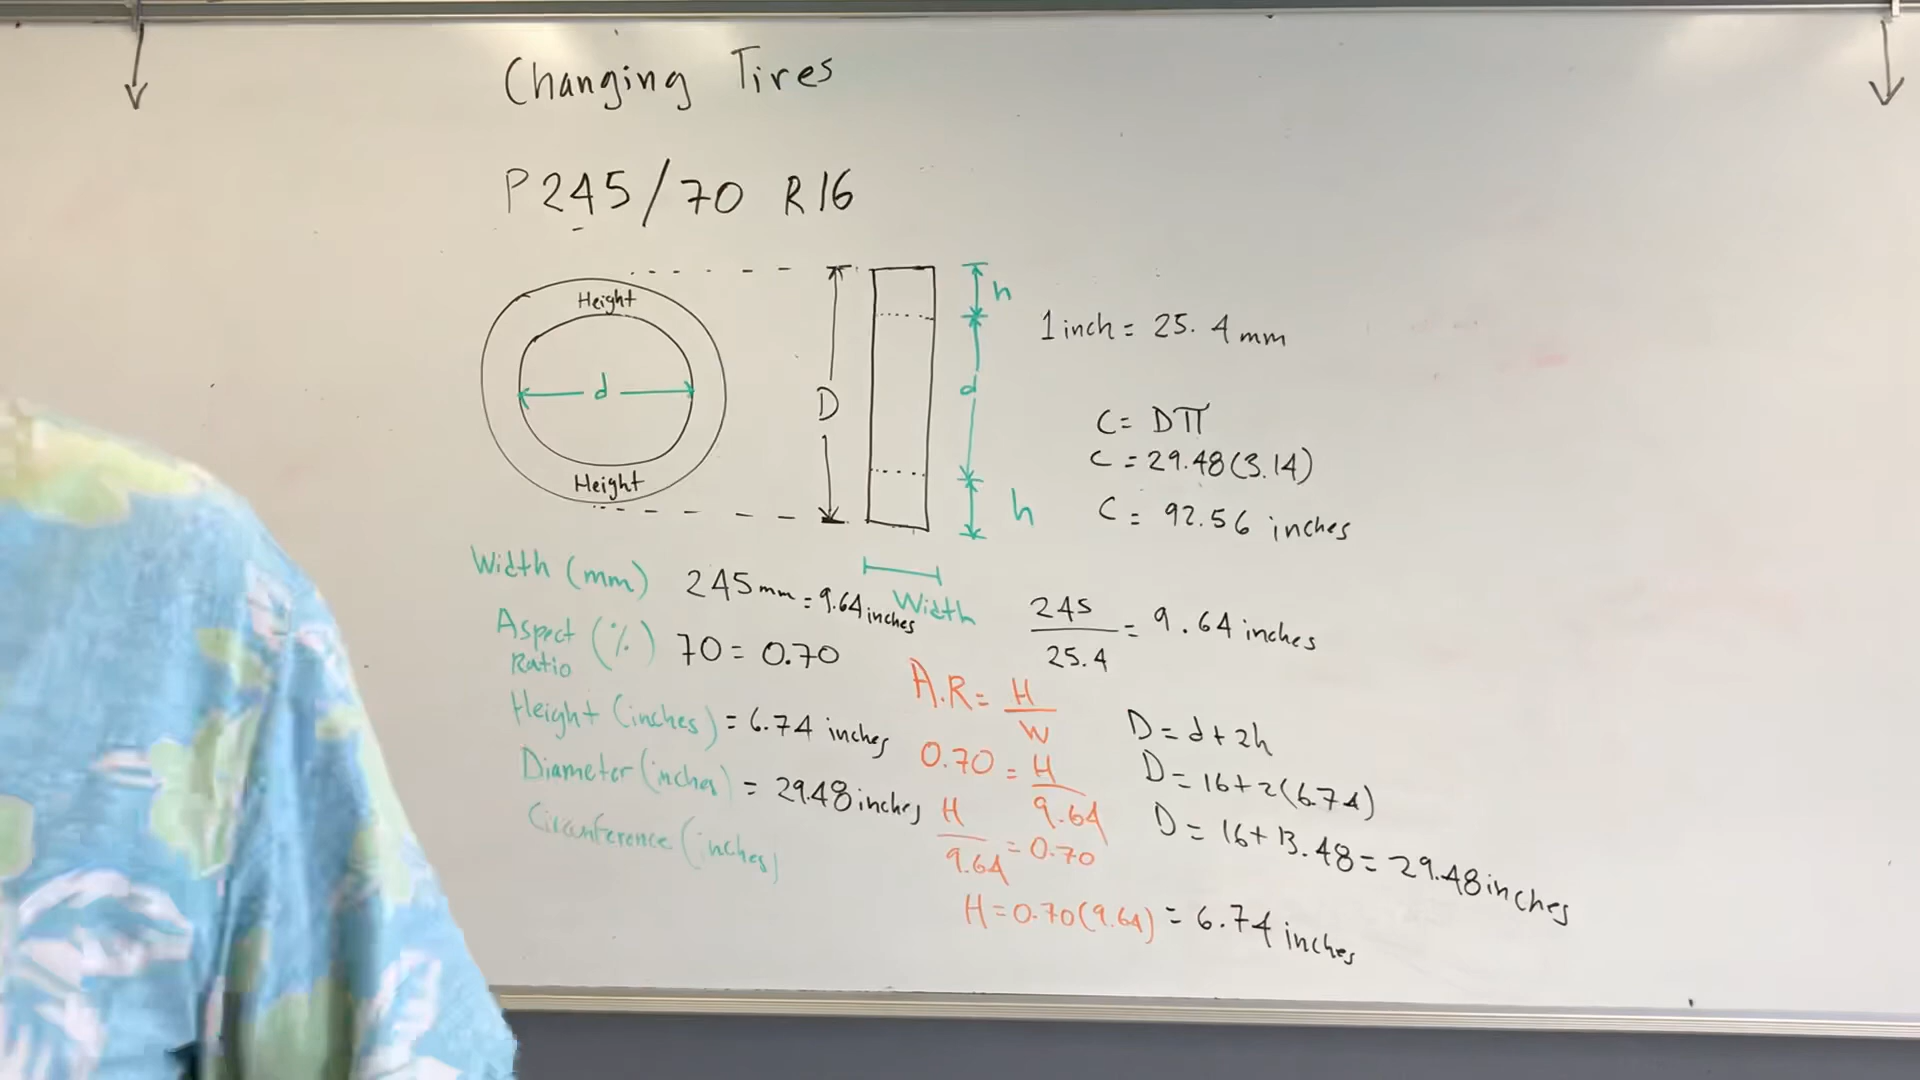 Changing Tires
P245/70 R16
Height
d
Height
D
h
d
h
Width
1 inch = 25.4 mm
C = Dπ
C = 29.48(3.14)
C = 92.56 inches
Width (mm) 245mm = 9.64 inches
Aspect Ratio (%) 70 = 0.70
Height (inches) = 6.74 inches
Diameter (inches) = 29.48 inches
Circumference (inches)
245/25.4 = 9.64 inches
A.R = H/W
0.70 = H/9.64
H/9.64 = 0.70
H = 0.70(9.64) = 6.74 inches
D = d + 2h
D = 16 + 2(6.74)
D = 16 + 13.48 = 29.48 inches